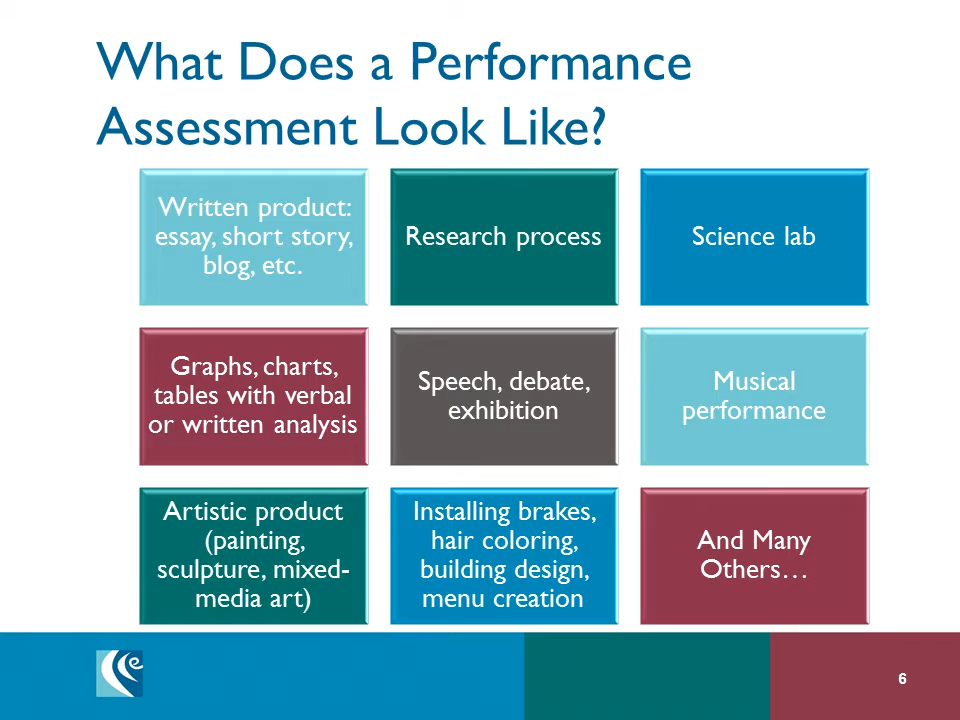 What Does a Performance
Assessment Look Like?
Written product:
essay, short story,
blog, etc.
Research process
Science lab
Graphs, charts,
tables with verbal
or written analysis
Speech, debate,
exhibition
Musical
performance
Artistic product
(painting,
sculpture, mixed-
media art)
Installing brakes,
hair coloring,
building design,
menu creation
And Many
Others…
6